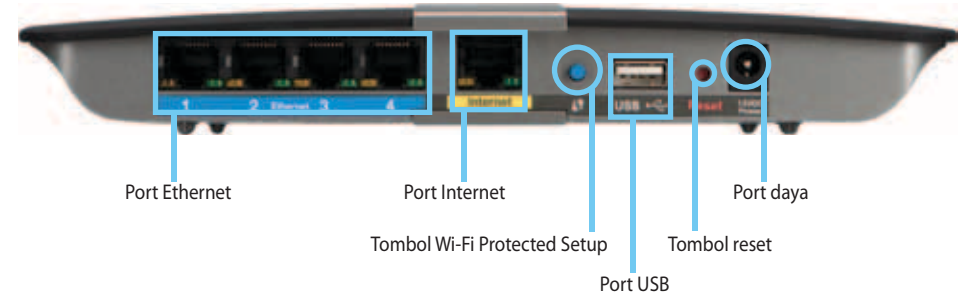 1 2 Ethernet 3 4
Internet
USB
Reset
Port Ethernet
Port Internet
Port daya
Tombol Wi-Fi Protected Setup
Tombol reset
Port USB